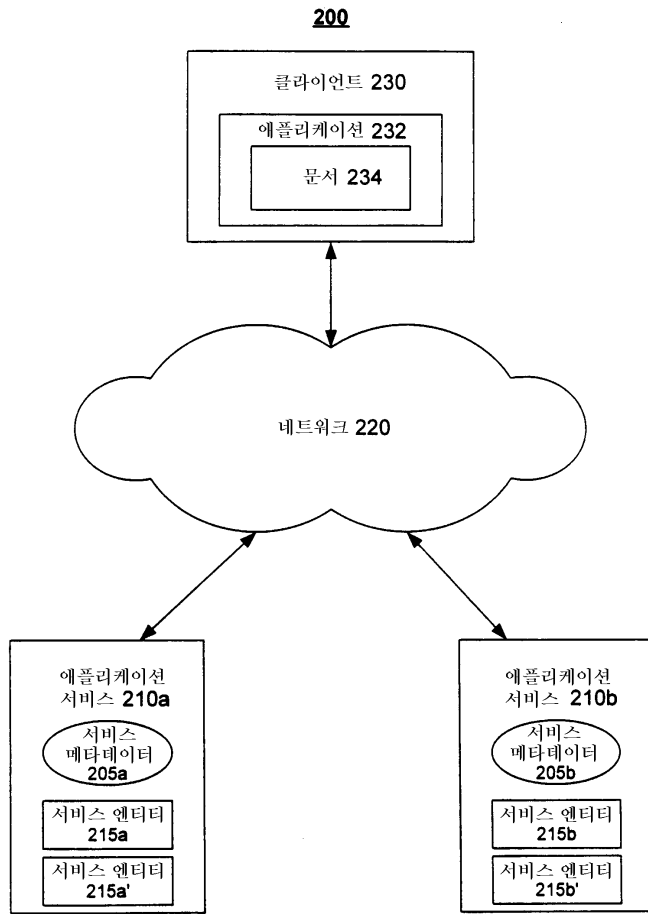 200
클라이언트 230
애플리케이션 232
문서 234
네트워크 220
애플리케이션
서비스 210a
서비스
메타데이터
205a
서비스 엔티티
215a
서비스 엔티티
215a'
애플리케이션
서비스 210b
서비스
메타데이터
205b
서비스 엔티티
215b
서비스 엔티티
215b'